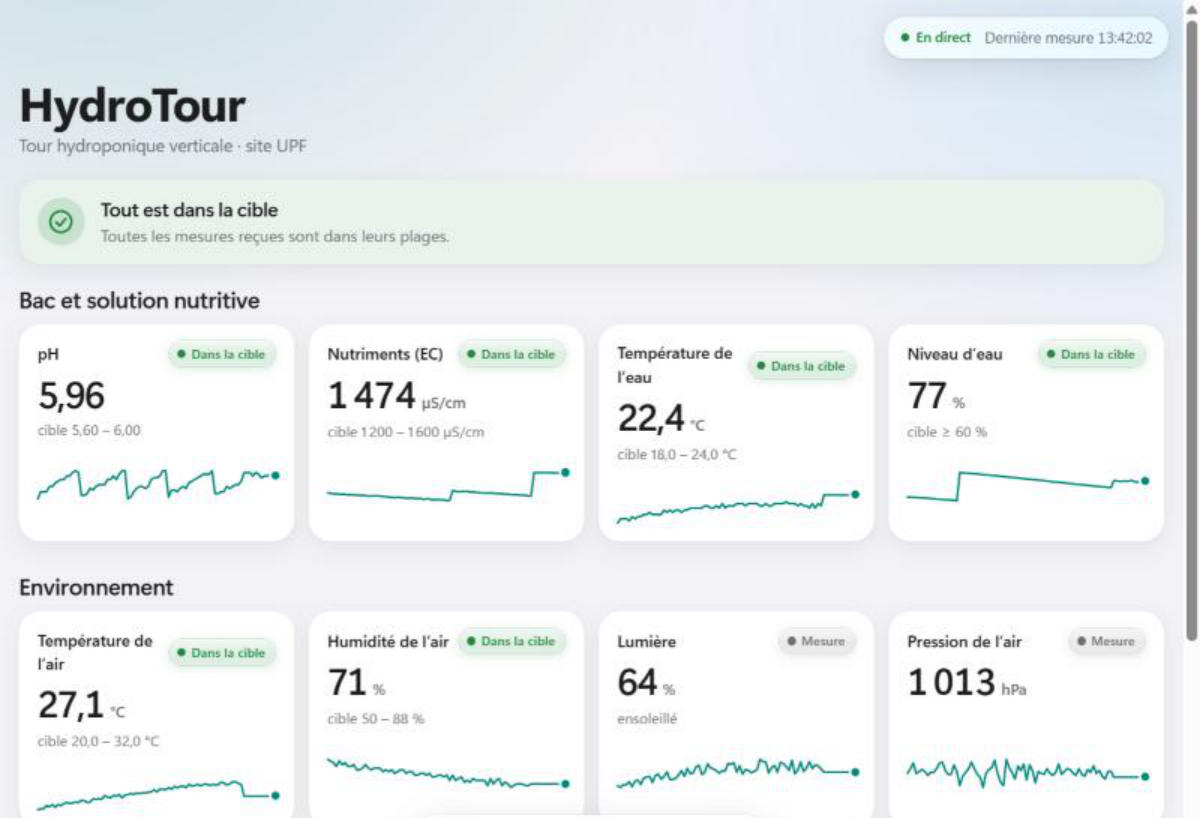 En direct Dernière mesure 13:42:02
HydroTour
Tour hydroponique verticale · site UPF
Tout est dans la cible
Toutes les mesures reçues sont dans leurs plages.
Bac et solution nutritive
pH Dans la cible
5,96
cible 5,60 – 6,00
Nutriments (EC) Dans la cible
1 474 µS/cm
cible 1 200 – 1 600 µS/cm
Température de
l'eau Dans la cible
22,4 °C
cible 18,0 – 24,0 °C
Niveau d'eau Dans la cible
77 %
cible ≥ 60 %
Environnement
Température de
l'air Dans la cible
27,1 °C
cible 20,0 – 32,0 °C
Humidité de l'air Dans la cible
71 %
cible 50 – 88 %
Lumière Mesure
64 %
ensoleillé
Pression de l'air Mesure
1 013 hPa